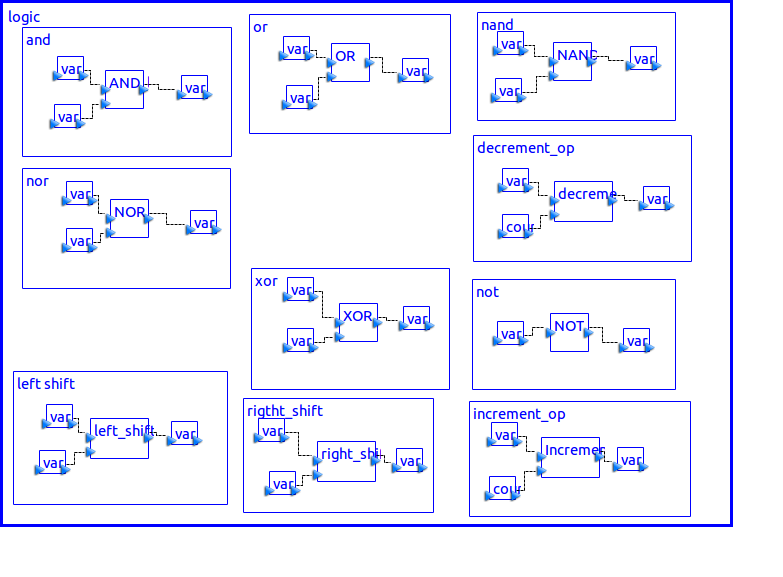 logic
and
var
AND
var
var
or
var
OR
var
var
nand
var
NAND
var
var
decrement_op
var
decreme
var
cour
nor
var
NOR
var
var
xor
var
XOR
var
var
not
var
NOT
var
left shift
var
left_shift
var
var
rigtht_shift
var
right_shi
var
var
increment_op
var
Incremer
var
cour